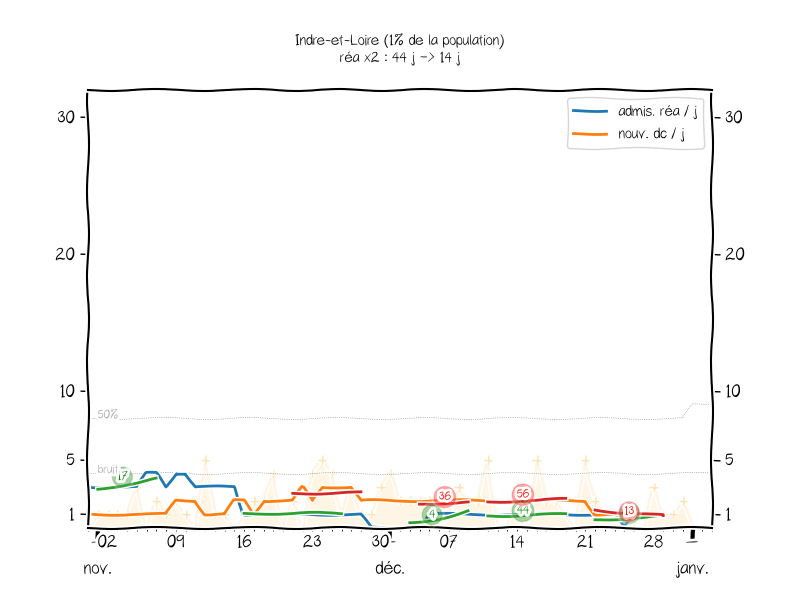 Indre-et-Loire (1% de la population)
réa x2 : 44 j -> 14 j
admis. réa / j
nouv. dc / j
30 30
20 20
10 10
50%
5 5
bruit
17
36
56
13
4
44
1 1
02 09 16 23 30 07 14 21 28 1
nov. déc. janv.